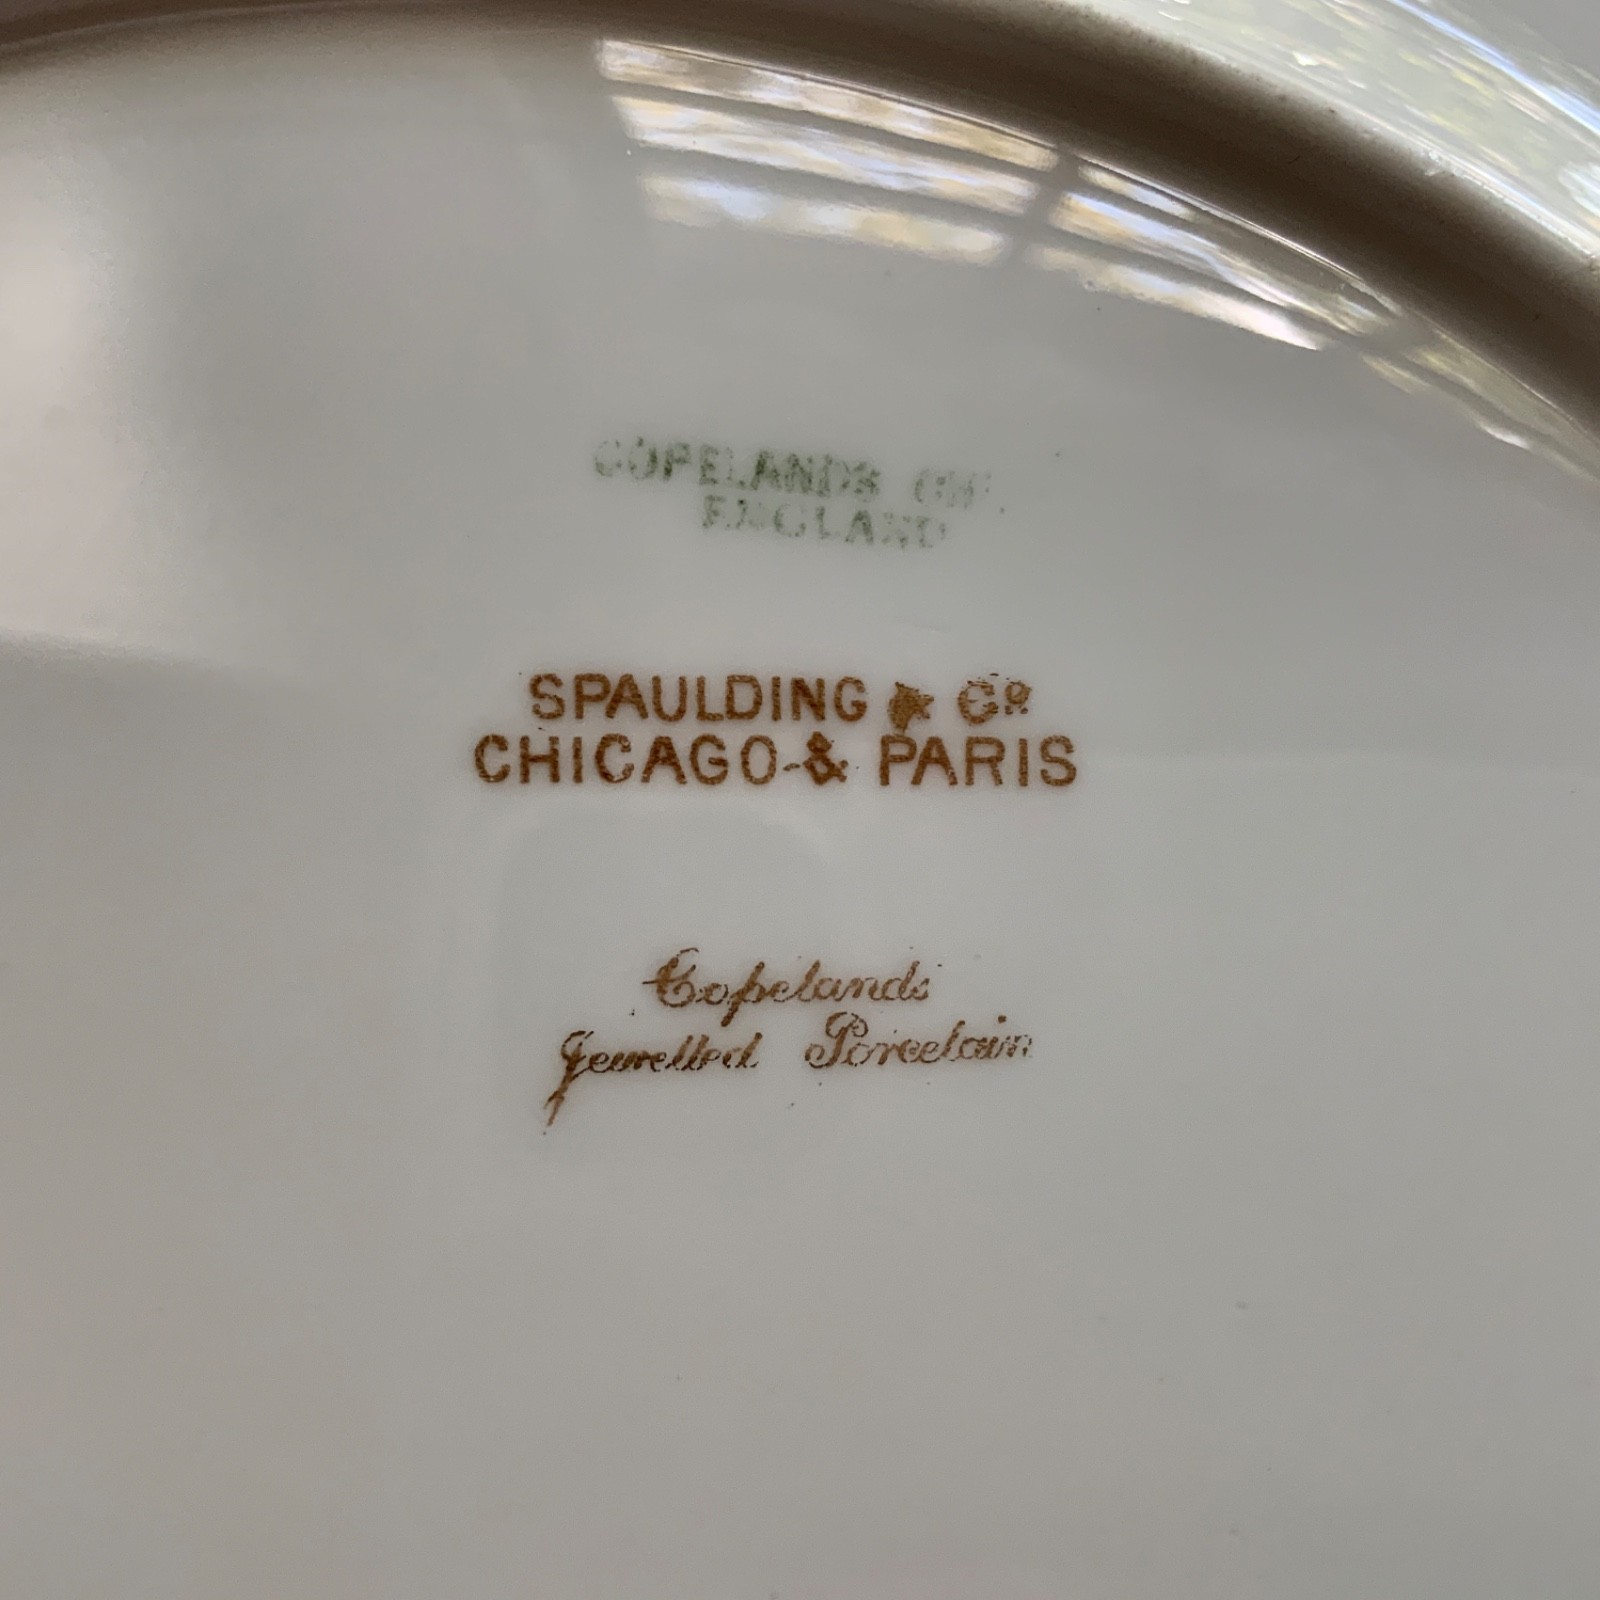 COPELANDS
ENGLAND
SPAULDING & Co
CHICAGO & PARIS
Copelands
Jewelled Porcelain